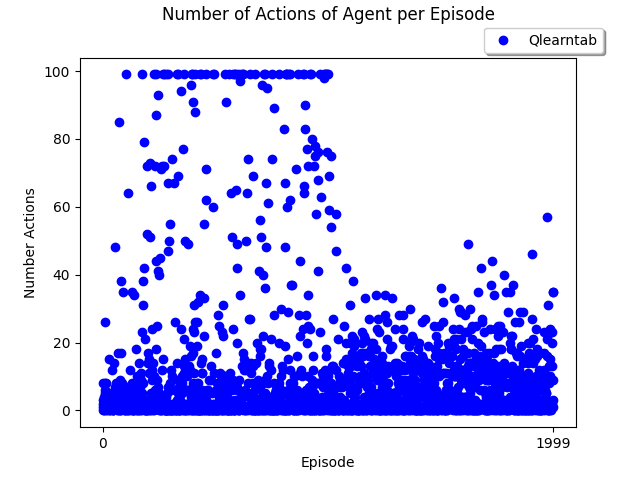 Number of Actions of Agent per Episode
Qlearntab
100
80
60
40
20
0
Number Actions
0
1999
Episode